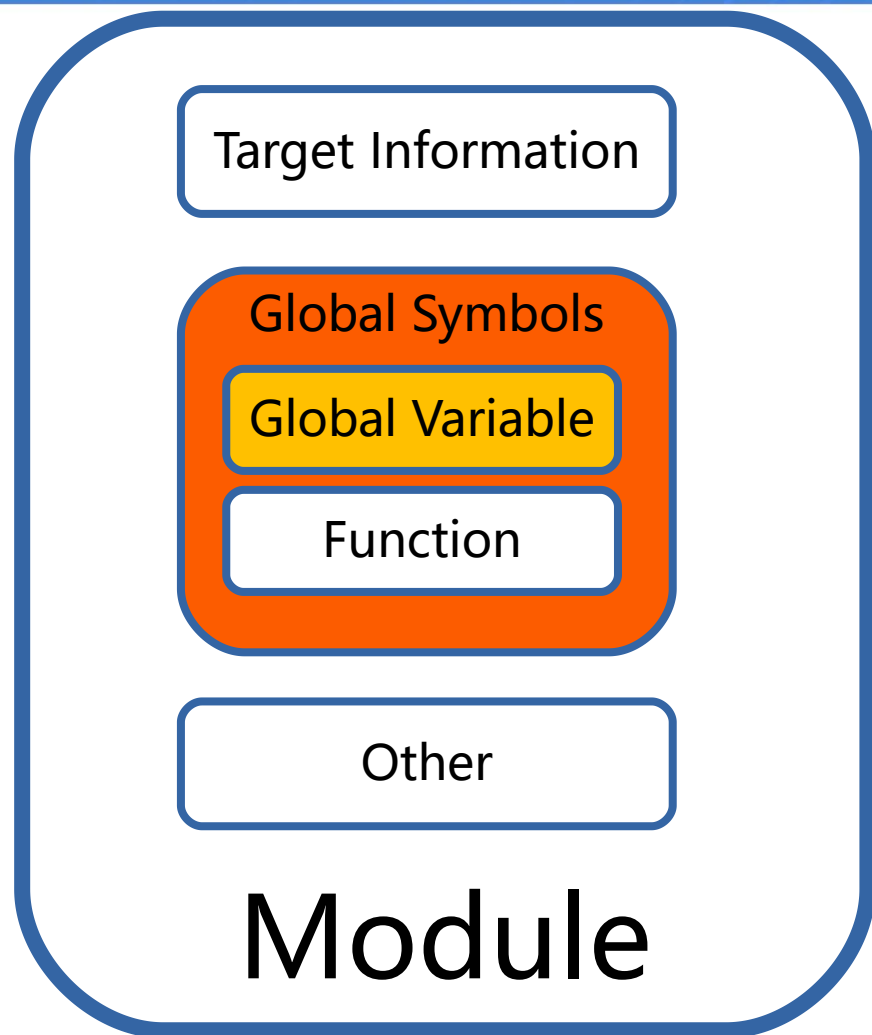 Target Information
Global Symbols
Global Variable
Function
Other
Module